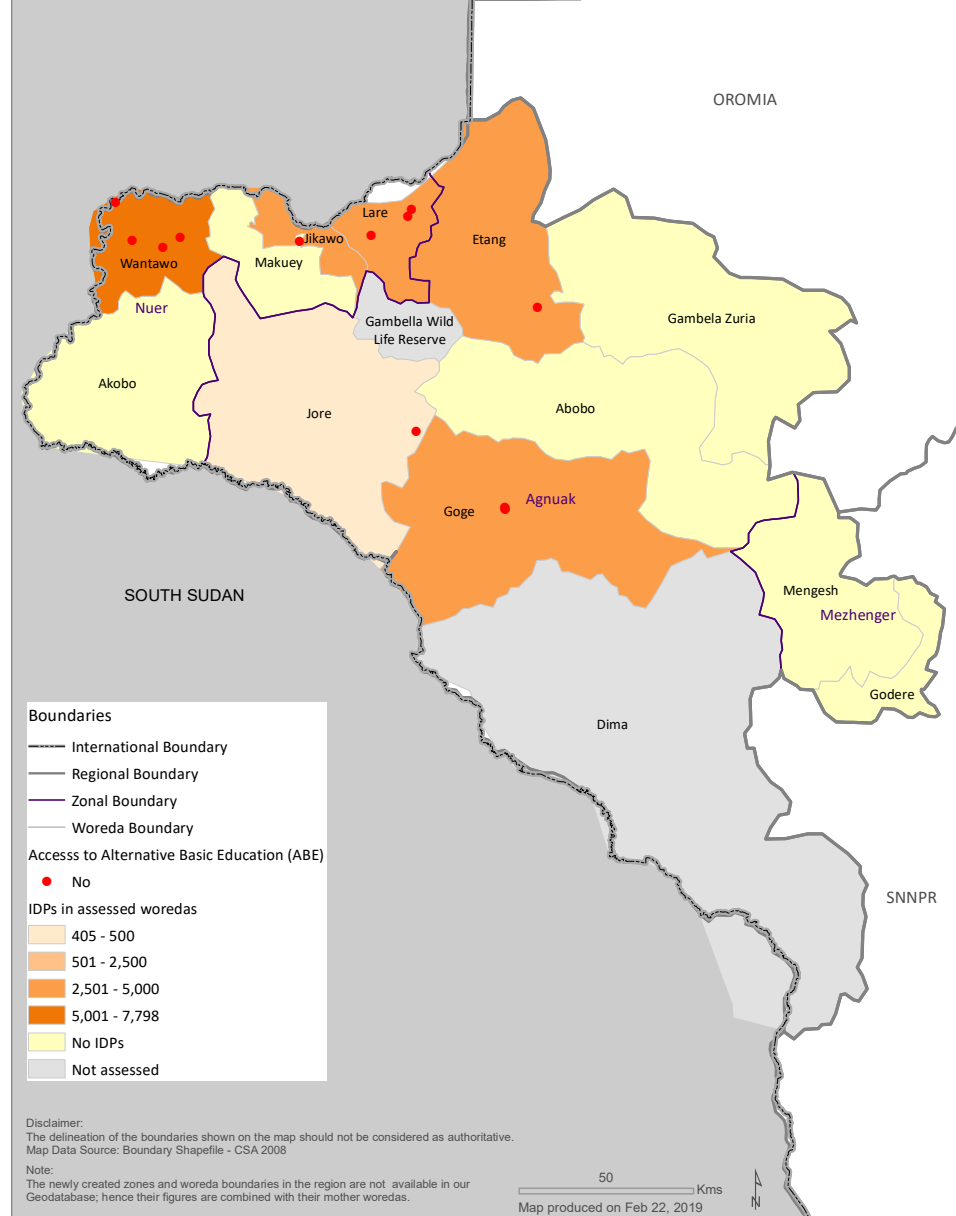 OROMIA
Lare
Jikawo
Etang
Wantawo
Makuey
Nuer
Gambella Wild
Life Reserve
Gambela Zuria
Akobo
Jore
Abobo
Goge
Agnuak
Mengesh
Mezhenger
SOUTH SUDAN
Godere
Dima
SNNPR
Boundaries
International Boundary
Regional Boundary
Zonal Boundary
Woreda Boundary
Accesss to Alternative Basic Education (ABE)
No
IDPs in assessed woredas
405 - 500
501 - 2,500
2,501 - 5,000
5,001 - 7,798
No IDPs
Not assessed
Disclaimer:
The delineation of the boundaries shown on the map should not be considered as authoritative.
Map Data Source: Boundary Shapefile - CSA 2008
Note:
The newly created zones and woreda boundaries in the region are not available in our
Geodatabase; hence their figures are combined with their mother woredas.
50
Kms
Map produced on Feb 22, 2019
N